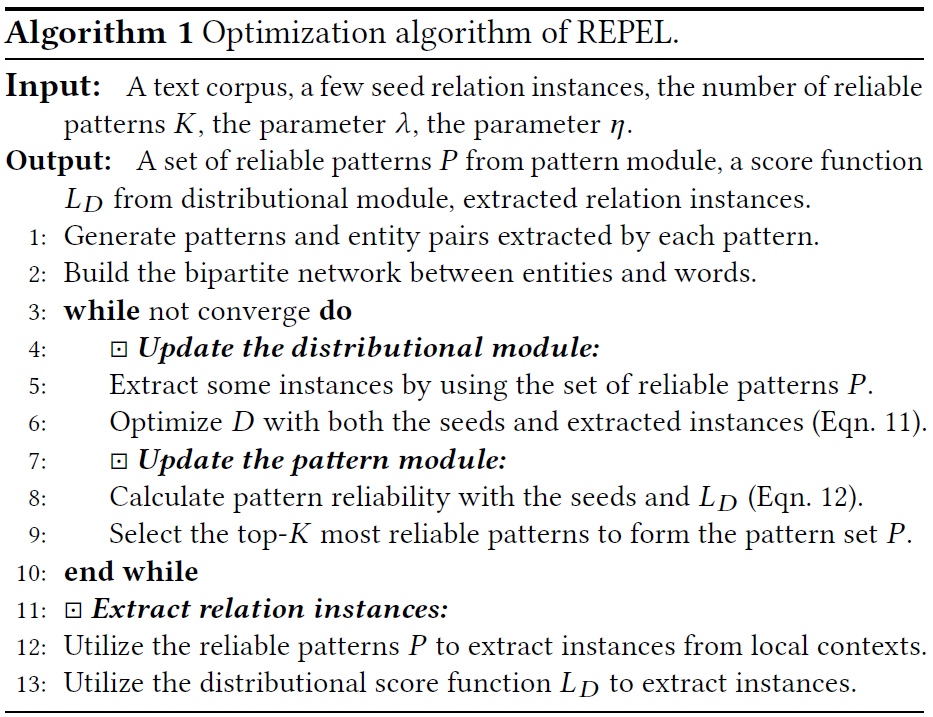 Algorithm 1 Optimization algorithm of REPEL.
Input: A text corpus, a few seed relation instances, the number of reliable
patterns K, the parameter λ, the parameter η.
Output: A set of reliable patterns P from pattern module, a score function
L_D from distributional module, extracted relation instances.
1: Generate patterns and entity pairs extracted by each pattern.
2: Build the bipartite network between entities and words.
3: while not converge do
4: ⊡ Update the distributional module:
5: Extract some instances by using the set of reliable patterns P.
6: Optimize D with both the seeds and extracted instances (Eqn. 11).
7: ⊡ Update the pattern module:
8: Calculate pattern reliability with the seeds and L_D (Eqn. 12).
9: Select the top-K most reliable patterns to form the pattern set P.
10: end while
11: ⊡ Extract relation instances:
12: Utilize the reliable patterns P to extract instances from local contexts.
13: Utilize the distributional score function L_D to extract instances.